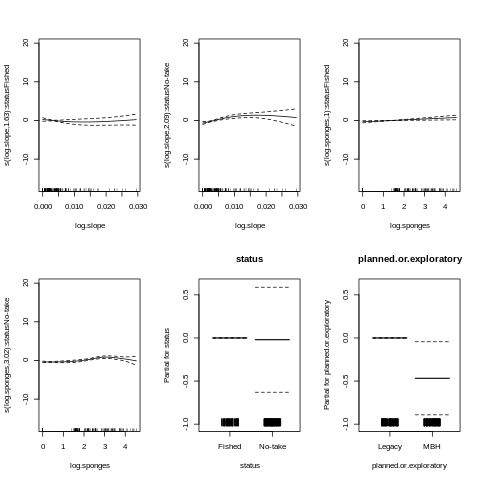 s(log.slope,1.63):statusFished
20
10
0
-10
0.000 0.010 0.020 0.030
log.slope
s(log.slope,2.09):statusNo-take
20
10
0
-10
0.000 0.010 0.020 0.030
log.slope
s(log.sponges,1):statusFished
20
10
0
-10
0 1 2 3 4
log.sponges
s(log.sponges,3.02):statusNo-take
20
10
0
-10
0 1 2 3 4
log.sponges
status
Partial for status
0.5
0.0
-0.5
-1.0
Fished No-take
status
planned.or.exploratory
Partial for planned.or.exploratory
0.5
0.0
-0.5
-1.0
Legacy MBH
planned.or.exploratory